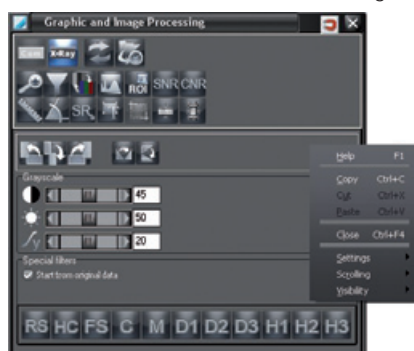 Graphic and Image Processing
Cam X-Ray
ROI SNR CNR
SR
Help F1
Copy Ctrl+C
Cut Ctrl+X
Paste Ctrl+V
Close Ctrl+F4
Settings
Scrolling
Visibility
Grayscale
45
50
20
Special filters
Start from original data
RS HC FS C M D1 D2 D3 H1 H2 H3